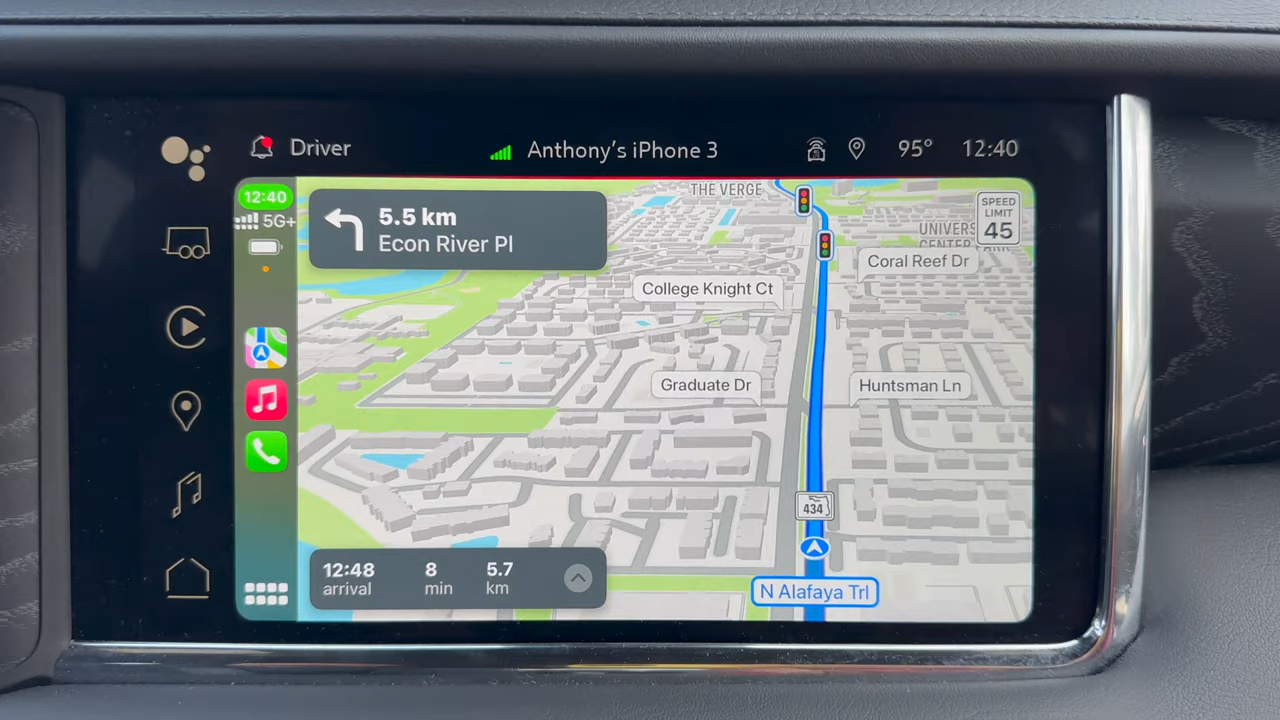 Driver
Anthony's iPhone 3
95°
12:40
12:40
5G+
5.5 km
Econ River Pl
THE VERGE
SPEED
LIMIT
45
Coral Reef Dr
College Knight Ct
Graduate Dr
Huntsman Ln
434
12:48
arrival
8
min
5.7
km
N Alafaya Trl